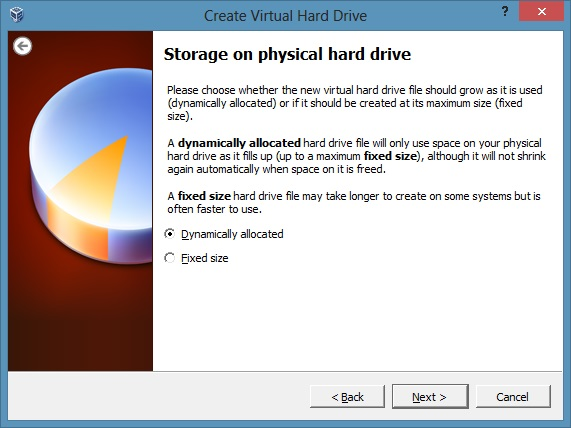 Create Virtual Hard Drive
?
Storage on physical hard drive
Please choose whether the new virtual hard drive file should grow as it is used
(dynamically allocated) or if it should be created at its maximum size (fixed
size).
A dynamically allocated hard drive file will only use space on your physical
hard drive as it fills up (up to a maximum fixed size), although it will not shrink
again automatically when space on it is freed.
A fixed size hard drive file may take longer to create on some systems but is
often faster to use.
Dynamically allocated
Fixed size
< Back
Next >
Cancel